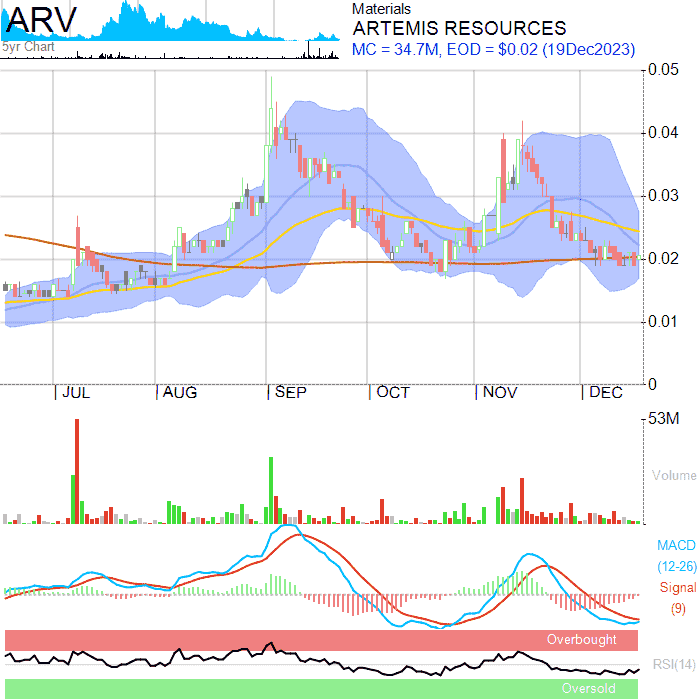 ARV
5yr Chart
Materials
ARTEMIS RESOURCES
MC = 34.7M, EOD = $0.02 (19Dec2023)
0.05
0.04
0.03
0.02
0.01
0
JUL AUG SEP OCT NOV DEC
53M
Volume
MACD
(12-26)
Signal
(9)
Overbought
RSI(14)
Oversold